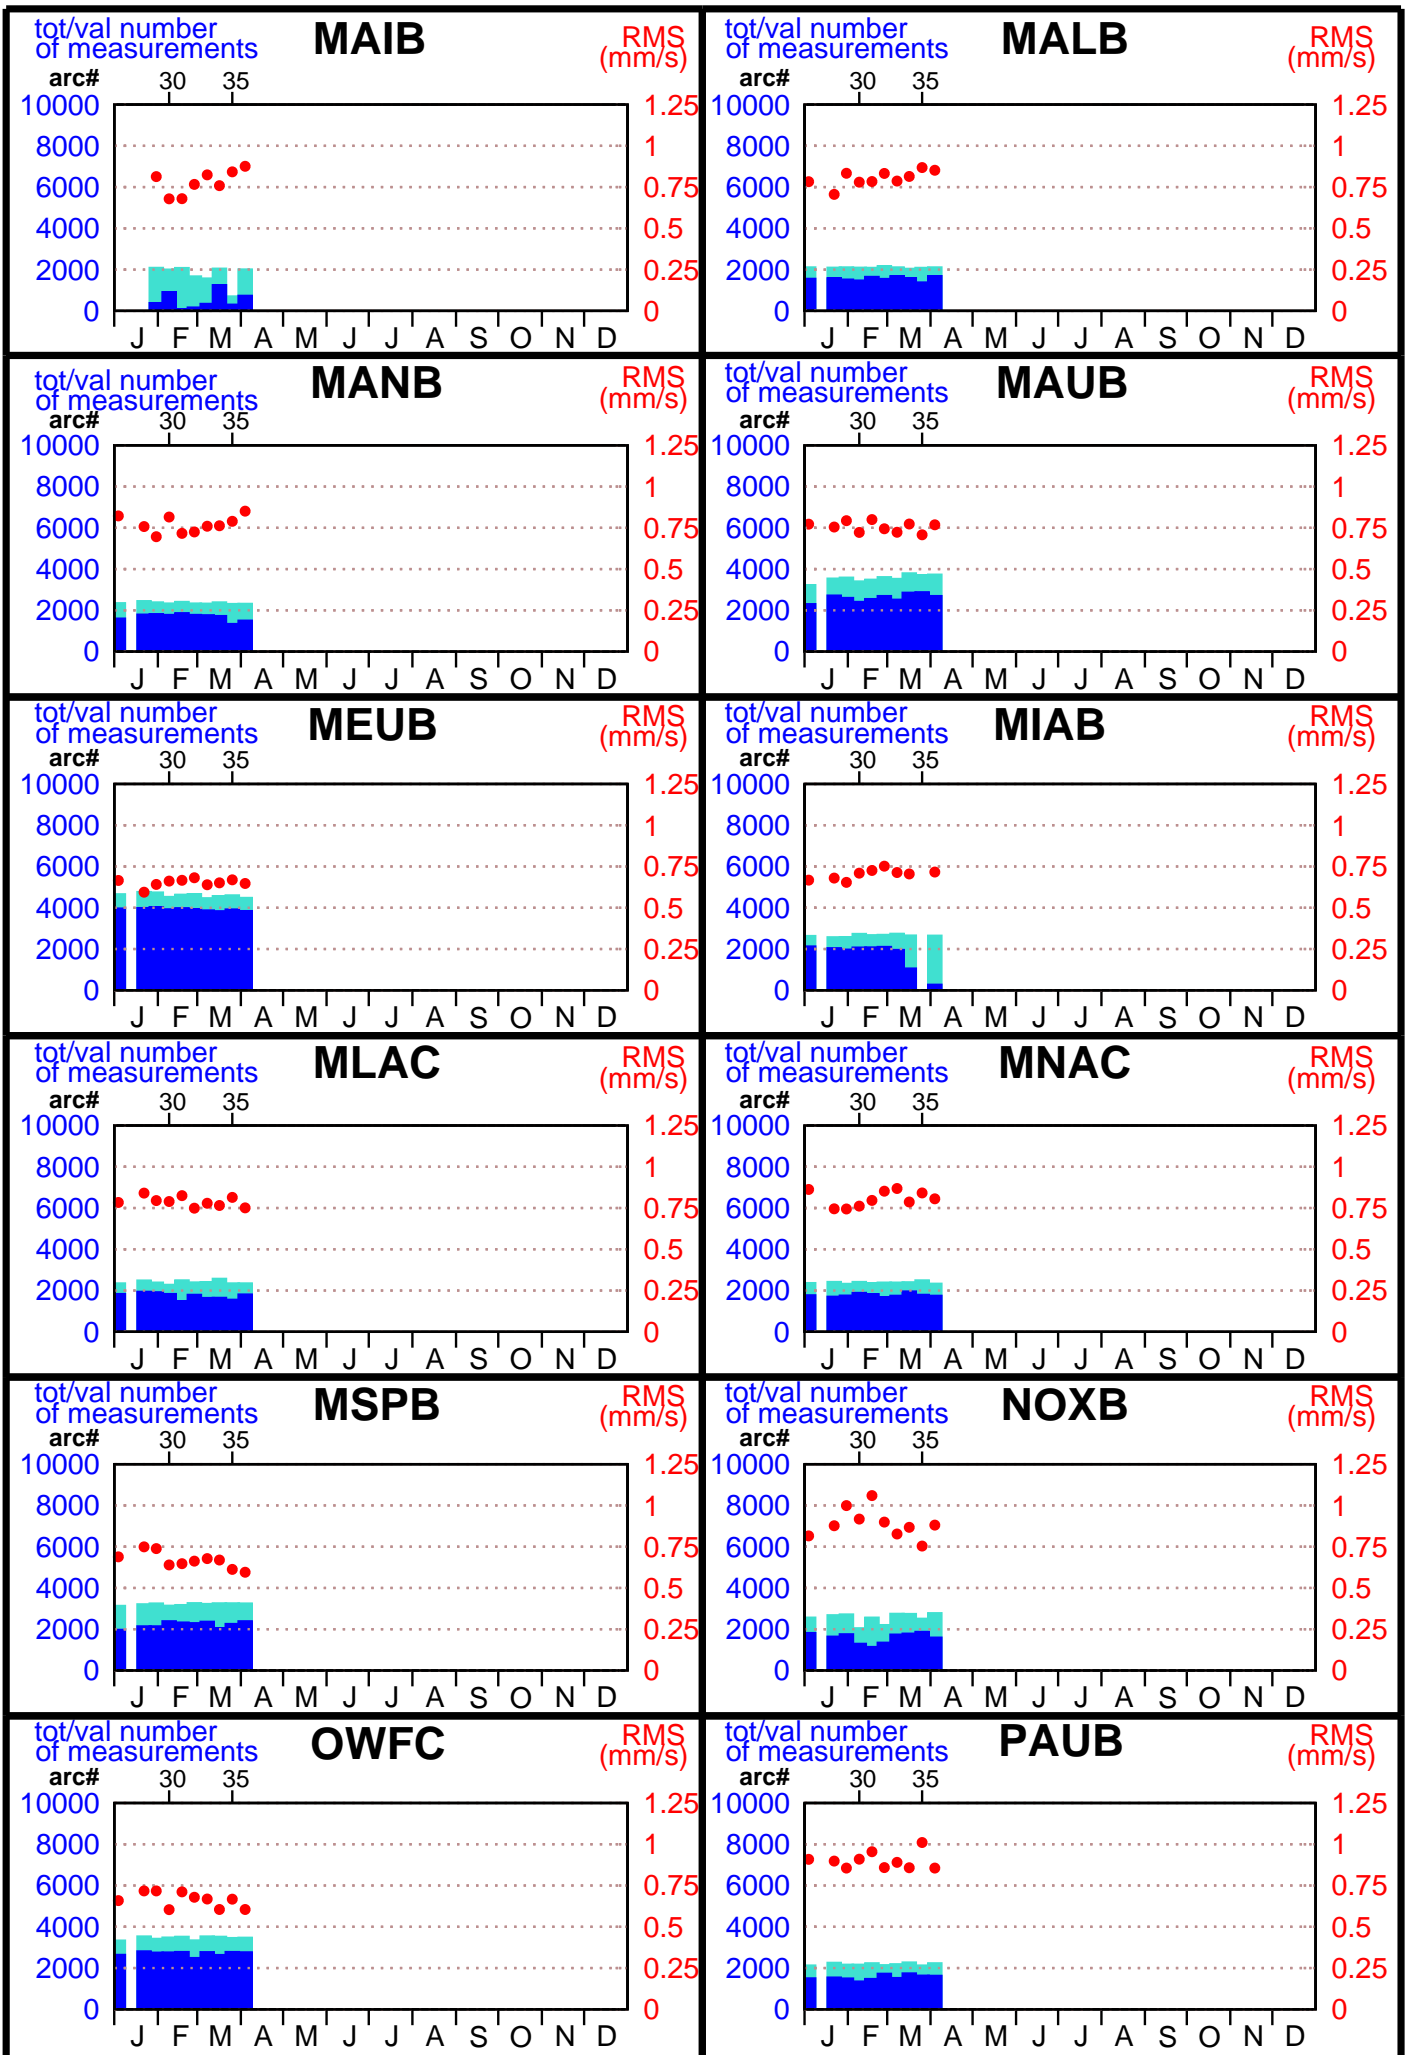 tot/val number
of measurements
MAIB
RMS
(mm/s)
arc#
30 35
10000 1.25
8000 1
6000 0.75
4000 0.5
2000 0.25
0 0
J F M A M J J A S O N D
tot/val number
of measurements
MALB
RMS
(mm/s)
arc#
30 35
10000 1.25
8000 1
6000 0.75
4000 0.5
2000 0.25
0 0
J F M A M J J A S O N D
tot/val number
of measurements
MANB
RMS
(mm/s)
arc#
30 35
10000 1.25
8000 1
6000 0.75
4000 0.5
2000 0.25
0 0
J F M A M J J A S O N D
tot/val number
of measurements
MAUB
RMS
(mm/s)
arc#
30 35
10000 1.25
8000 1
6000 0.75
4000 0.5
2000 0.25
0 0
J F M A M J J A S O N D
tot/val number
of measurements
MEUB
RMS
(mm/s)
arc#
30 35
10000 1.25
8000 1
6000 0.75
4000 0.5
2000 0.25
0 0
J F M A M J J A S O N D
tot/val number
of measurements
MIAB
RMS
(mm/s)
arc#
30 35
10000 1.25
8000 1
6000 0.75
4000 0.5
2000 0.25
0 0
J F M A M J J A S O N D
tot/val number
of measurements
MLAC
RMS
(mm/s)
arc#
30 35
10000 1.25
8000 1
6000 0.75
4000 0.5
2000 0.25
0 0
J F M A M J J A S O N D
tot/val number
of measurements
MNAC
RMS
(mm/s)
arc#
30 35
10000 1.25
8000 1
6000 0.75
4000 0.5
2000 0.25
0 0
J F M A M J J A S O N D
tot/val number
of measurements
MSPB
RMS
(mm/s)
arc#
30 35
10000 1.25
8000 1
6000 0.75
4000 0.5
2000 0.25
0 0
J F M A M J J A S O N D
tot/val number
of measurements
NOXB
RMS
(mm/s)
arc#
30 35
10000 1.25
8000 1
6000 0.75
4000 0.5
2000 0.25
0 0
J F M A M J J A S O N D
tot/val number
of measurements
OWFC
RMS
(mm/s)
arc#
30 35
10000 1.25
8000 1
6000 0.75
4000 0.5
2000 0.25
0 0
J F M A M J J A S O N D
tot/val number
of measurements
PAUB
RMS
(mm/s)
arc#
30 35
10000 1.25
8000 1
6000 0.75
4000 0.5
2000 0.25
0 0
J F M A M J J A S O N D